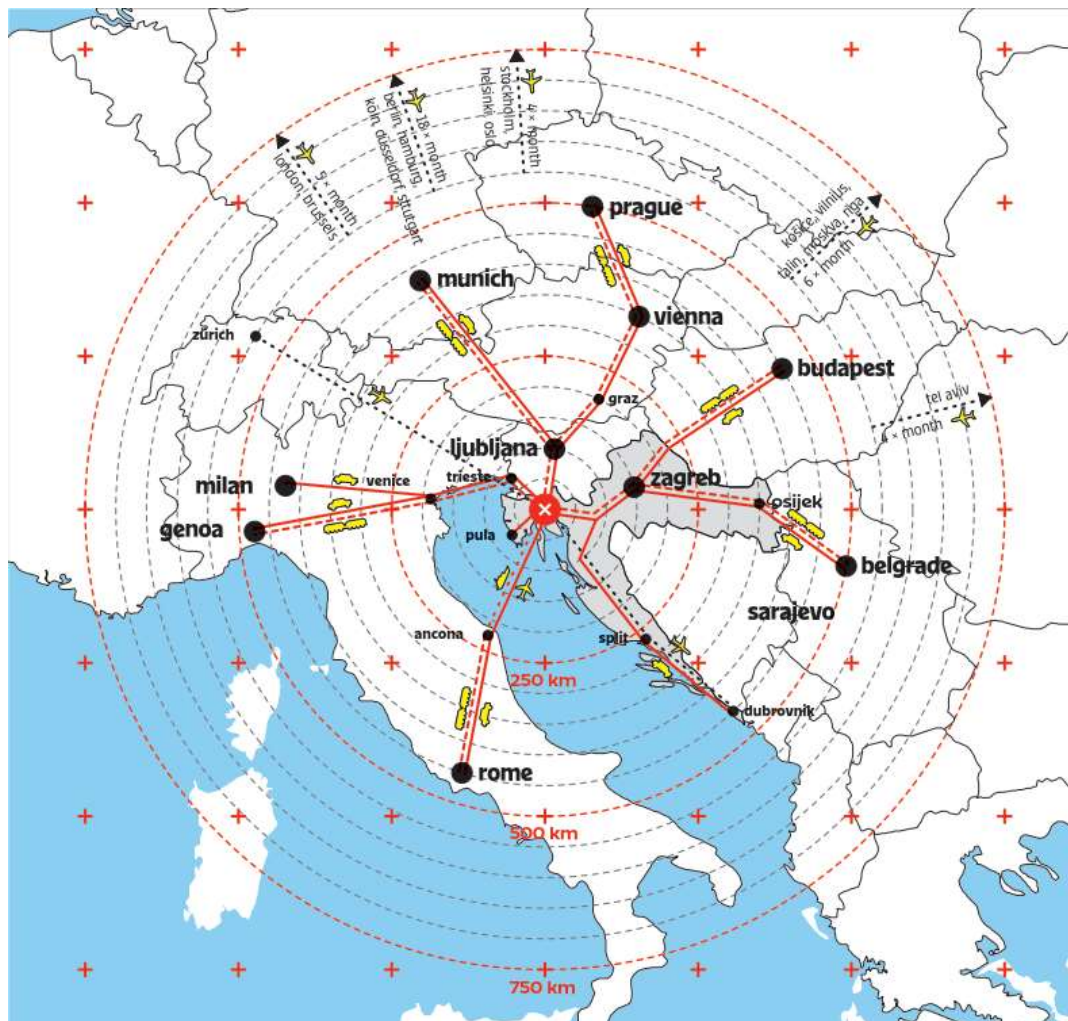 helsinki, oslo
stockholm,
4 × month
köln, düsseldorf, sttutgart
berlin, hamburg,
18 × month
london, brussels
5 × month
košice, vilnius,
talin, moskva, riga
6 × month
prague
munich
vienna
zürich
budapest
graz
tel aviv
4 × month
ljubljana
trieste
venice
zagreb
milan
osijek
genoa
pula
belgrade
sarajevo
ancona
split
250 km
dubrovnik
rome
500 km
750 km